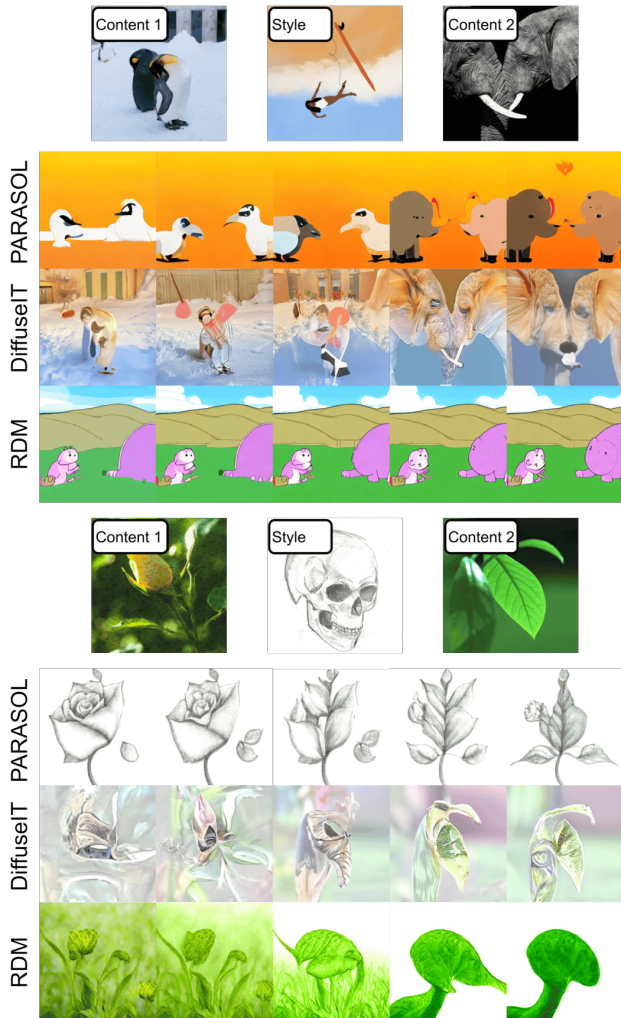 Content 1
Style
Content 2
PARASOL
DiffuseIT
RDM
Content 1
Style
Content 2
PARASOL
DiffuseIT
RDM